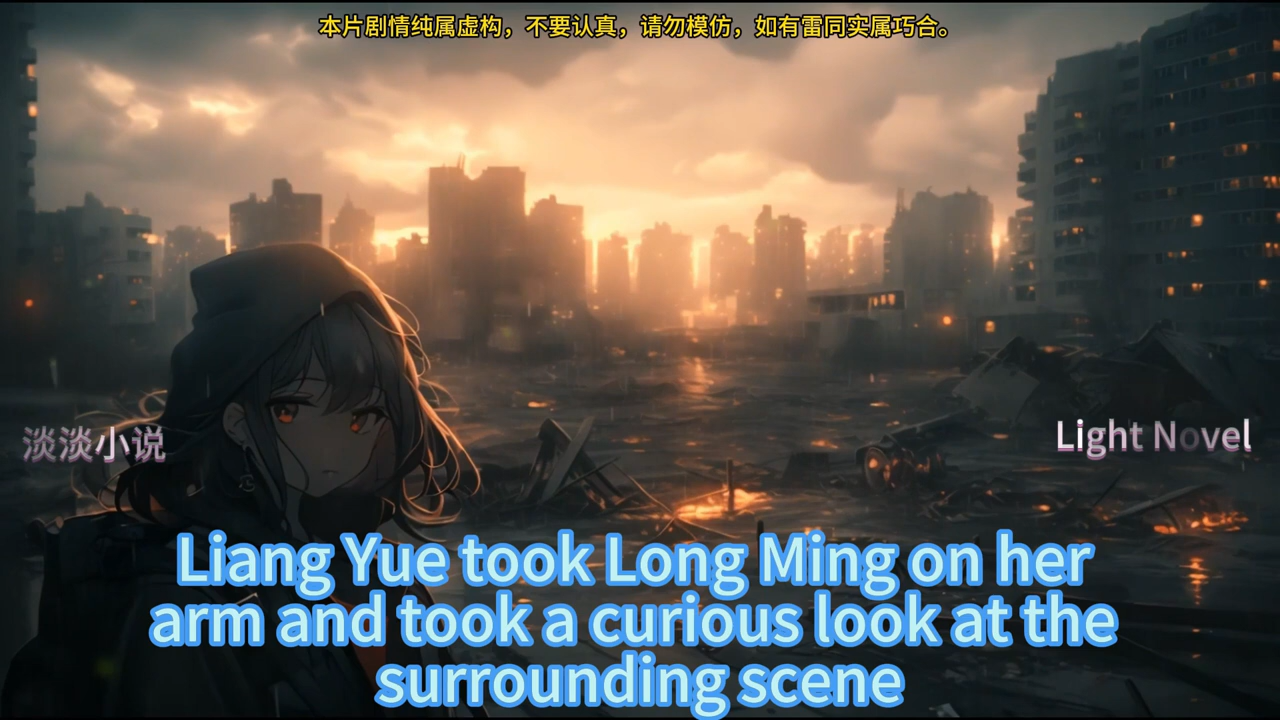 本片剧情纯属虚构，不要认真，请勿模仿，如有雷同实属巧合。
淡淡小说
Light Novel
Liang Yue took Long Ming on her
arm and took a curious look at the
surrounding scene